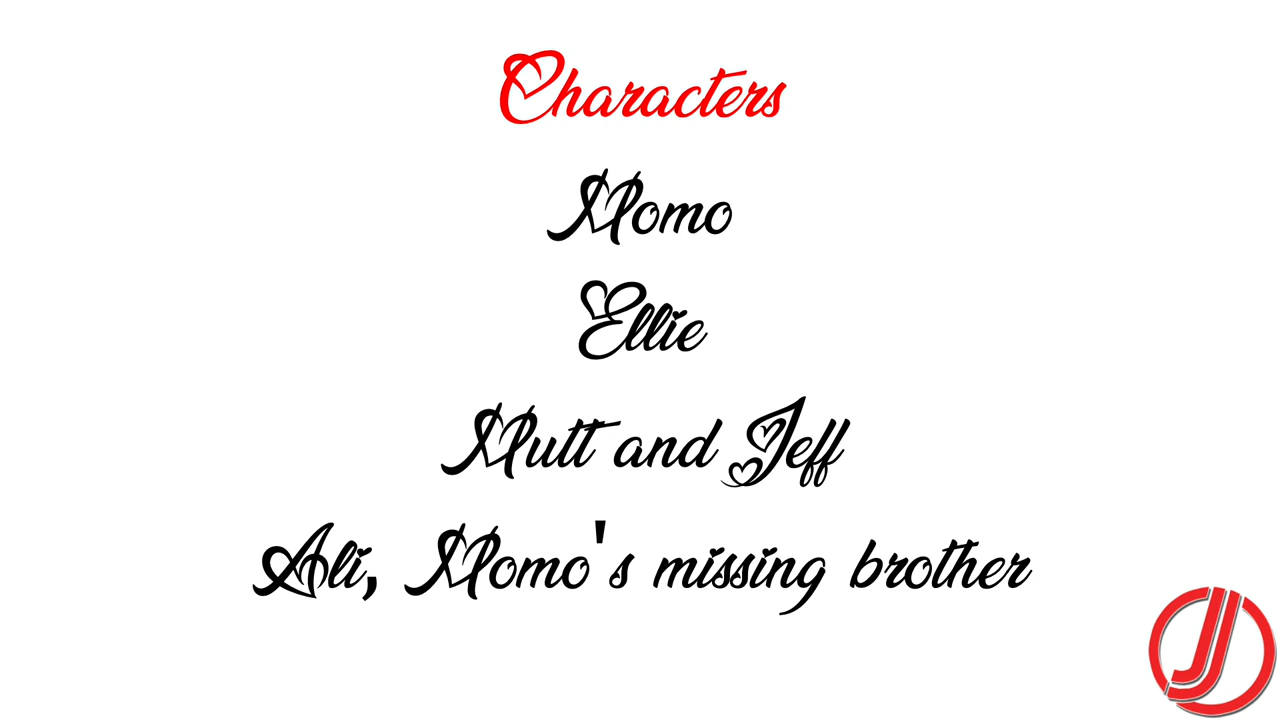 Characters
Momo
Ellie
Mutt and Jeff
Ali, Momo's missing brother